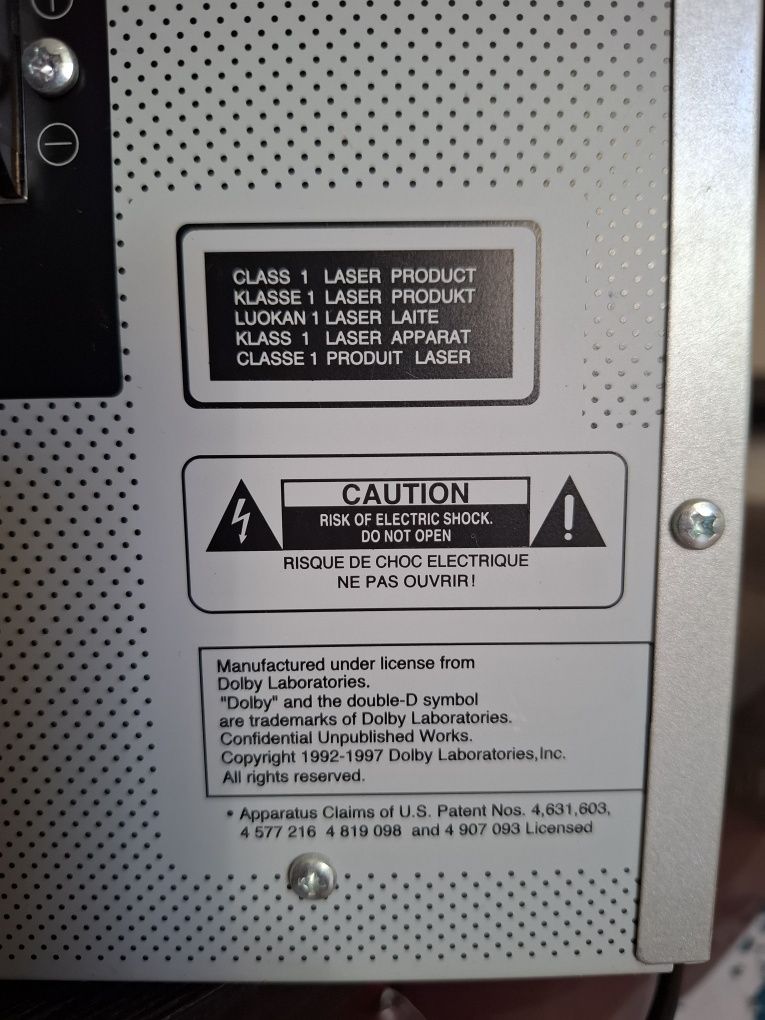 CLASS 1 LASER PRODUCT
KLASSE 1 LASER PRODUKT
LUOKAN 1 LASER LAITE
KLASS 1 LASER APPARAT
CLASSE 1 PRODUIT LASER
CAUTION
RISK OF ELECTRIC SHOCK.
DO NOT OPEN
RISQUE DE CHOC ELECTRIQUE
NE PAS OUVRIR!
Manufactured under license from
Dolby Laboratories.
"Dolby" and the double-D symbol
are trademarks of Dolby Laboratories.
Confidential Unpublished Works.
Copyright 1992-1997 Dolby Laboratories,Inc.
All rights reserved.
• Apparatus Claims of U.S. Patent Nos. 4,631,603,
4 577 216 4 819 098 and 4 907 093 Licensed